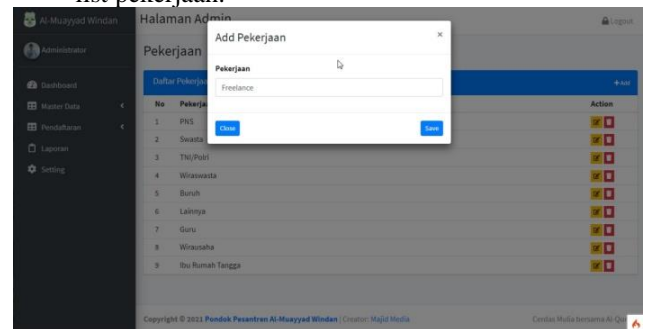 list pekerjaan.
Al-Muayyad Windan
Halaman Admin
Logout
Administrator
Pekerjaan
Dashboard
Master Data
Pendaftaran
Laporan
Setting
Add Pekerjaan
×
Pekerjaan
Freelance
Close
Save
Daftar Pekerjaa
+Add
No Pekerja Action
1 PNS
2 Swasta
3 TNI/Polri
4 Wiraswasta
5 Buruh
6 Lainnya
7 Guru
8 Wirausaha
9 Ibu Rumah Tangga
Copyright © 2021 Pondok Pesantren Al-Muayyad Windan | Creator: Majid Media
Cerdas Mulia bersama Al-Qur